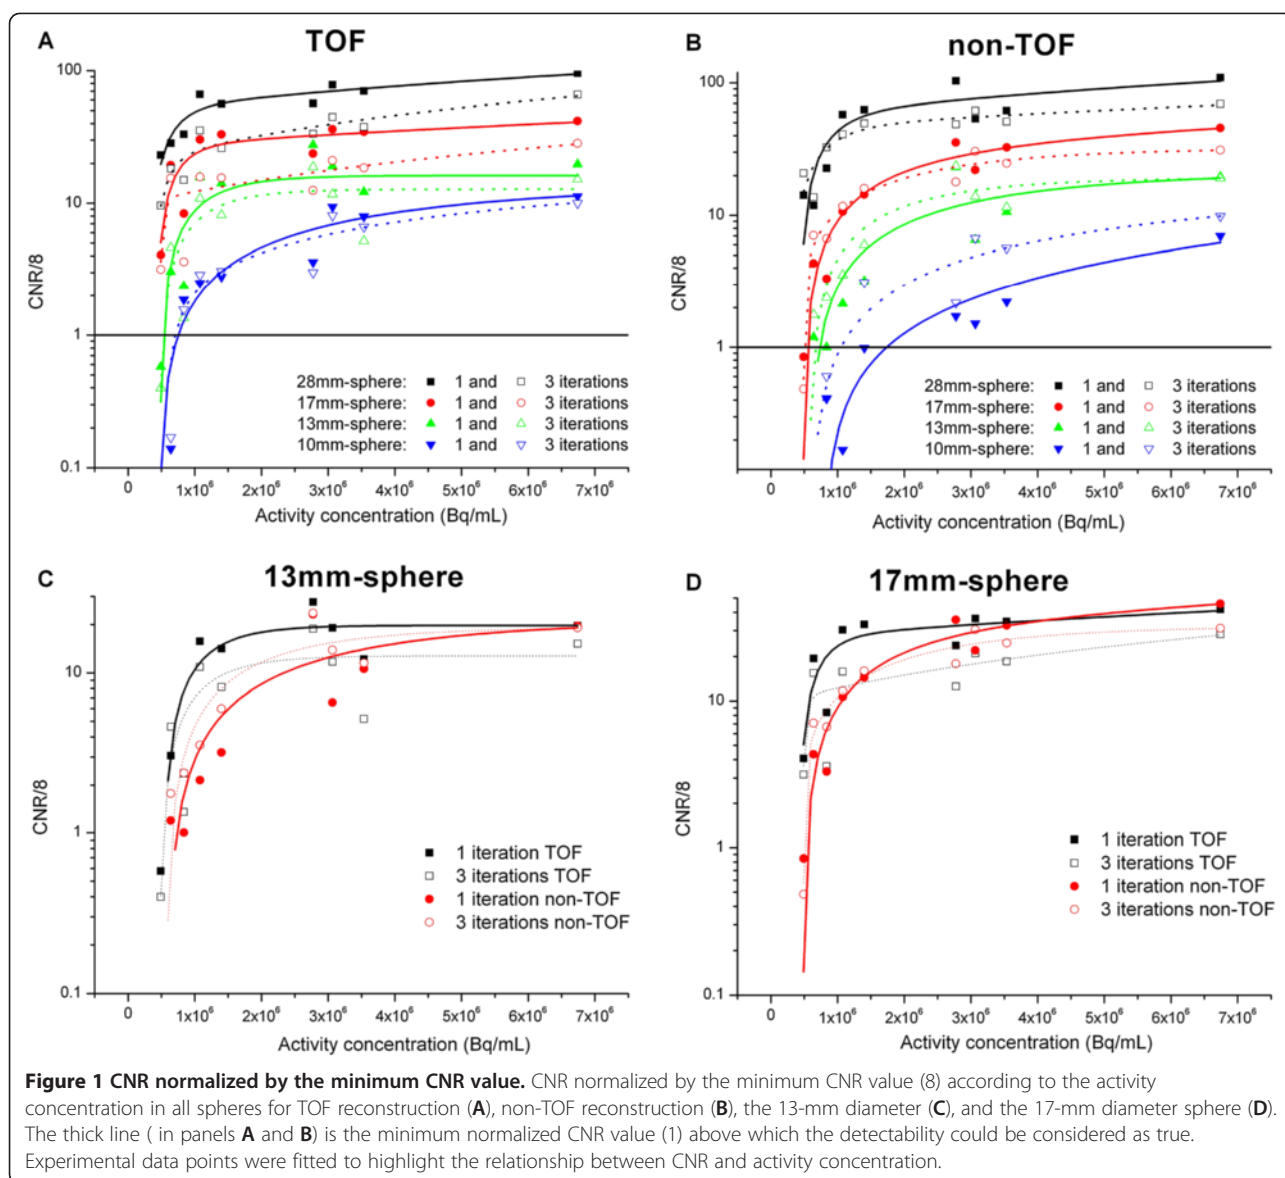 A
TOF
CNR/8
100
10
1
0.1
28mm-sphere: 1 and 3 iterations
17mm-sphere: 1 and 3 iterations
13mm-sphere: 1 and 3 iterations
10mm-sphere: 1 and 3 iterations
0 1x10⁶ 2x10⁶ 3x10⁶ 4x10⁶ 5x10⁶ 6x10⁶ 7x10⁶
Activity concentration (Bq/mL)
B
non-TOF
CNR/8
100
10
1
28mm-sphere: 1 and 3 iterations
17mm-sphere: 1 and 3 iterations
13mm-sphere: 1 and 3 iterations
10mm-sphere: 1 and 3 iterations
0 1x10⁶ 2x10⁶ 3x10⁶ 4x10⁶ 5x10⁶ 6x10⁶ 7x10⁶
Activity concentration (Bq/mL)
C
13mm-sphere
CNR/8
10
1
0.1
1 iteration TOF
3 iterations TOF
1 iteration non-TOF
3 iterations non-TOF
0 1x10⁶ 2x10⁶ 3x10⁶ 4x10⁶ 5x10⁶ 6x10⁶ 7x10⁶
Activity concentration (Bq/mL)
D
17mm-sphere
CNR/8
10
1
0.1
1 iteration TOF
3 iterations TOF
1 iteration non-TOF
3 iterations non-TOF
0 1x10⁶ 2x10⁶ 3x10⁶ 4x10⁶ 5x10⁶ 6x10⁶ 7x10⁶
Activity concentration (Bq/mL)
Figure 1 CNR normalized by the minimum CNR value. CNR normalized by the minimum CNR value (8) according to the activity
concentration in all spheres for TOF reconstruction (A), non-TOF reconstruction (B), the 13-mm diameter (C), and the 17-mm diameter sphere (D).
The thick line ( in panels A and B) is the minimum normalized CNR value (1) above which the detectability could be considered as true.
Experimental data points were fitted to highlight the relationship between CNR and activity concentration.